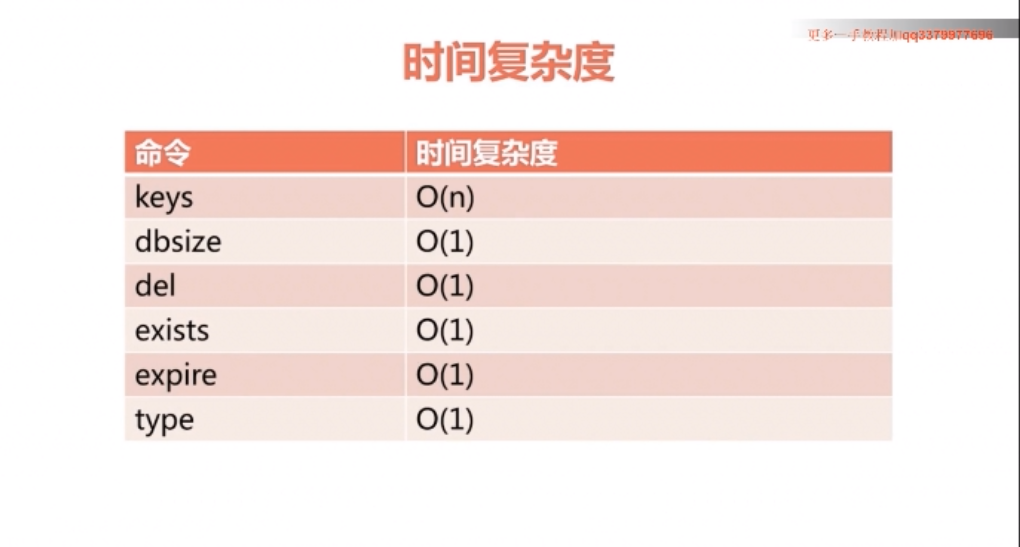 更多一手教程加qq3379977696
时间复杂度
命令 时间复杂度
keys O(n)
dbsize O(1)
del O(1)
exists O(1)
expire O(1)
type O(1)